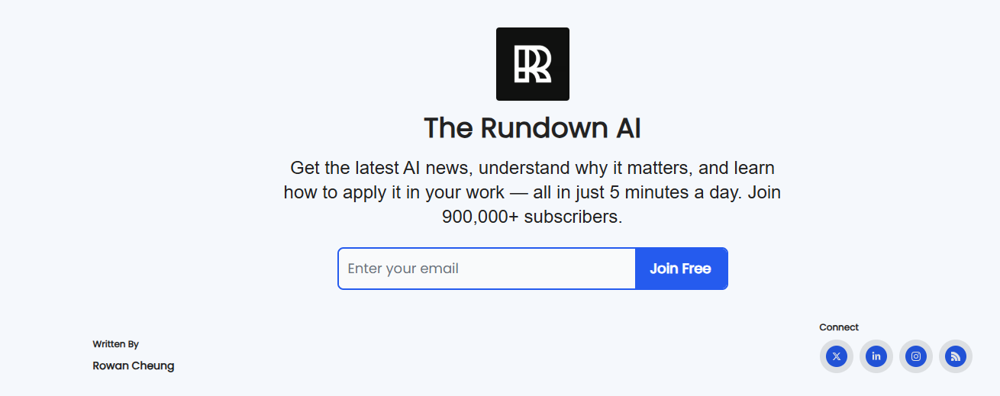 The Rundown AI
Get the latest AI news, understand why it matters, and learn
how to apply it in your work — all in just 5 minutes a day. Join
900,000+ subscribers.
Enter your email
Join Free
Written By
Rowan Cheung
Connect